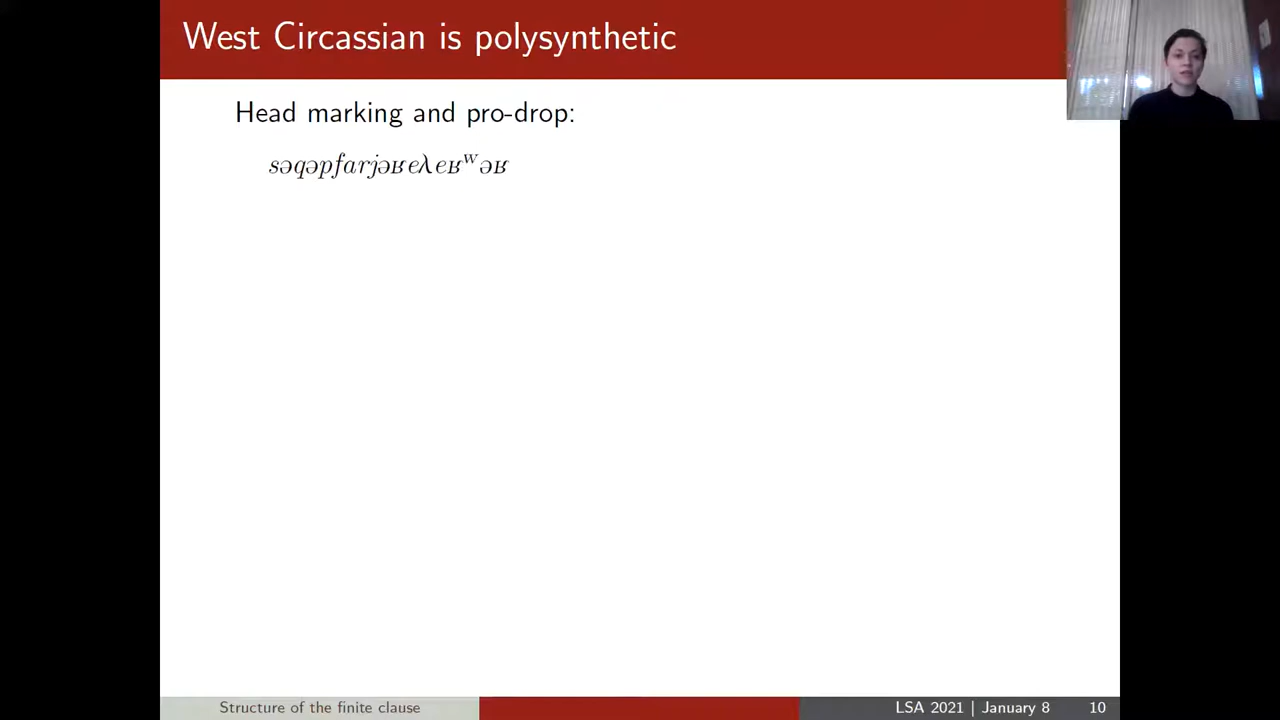 West Circassian is polysynthetic
Head marking and pro-drop:
səqəpfarjəʁeλeʁʷəʁ
Structure of the finite clause
LSA 2021 | January 8 10